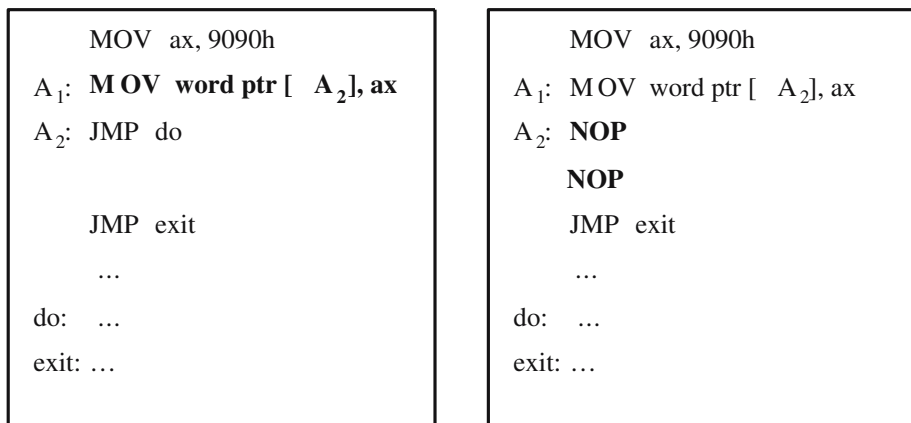 MOV ax, 9090h
A1: MOV word ptr [ A2], ax
A2: JMP do
JMP exit
...
do: ...
exit: ...
MOV ax, 9090h
A1: MOV word ptr [ A2], ax
A2: NOP
NOP
JMP exit
...
do: ...
exit: ...